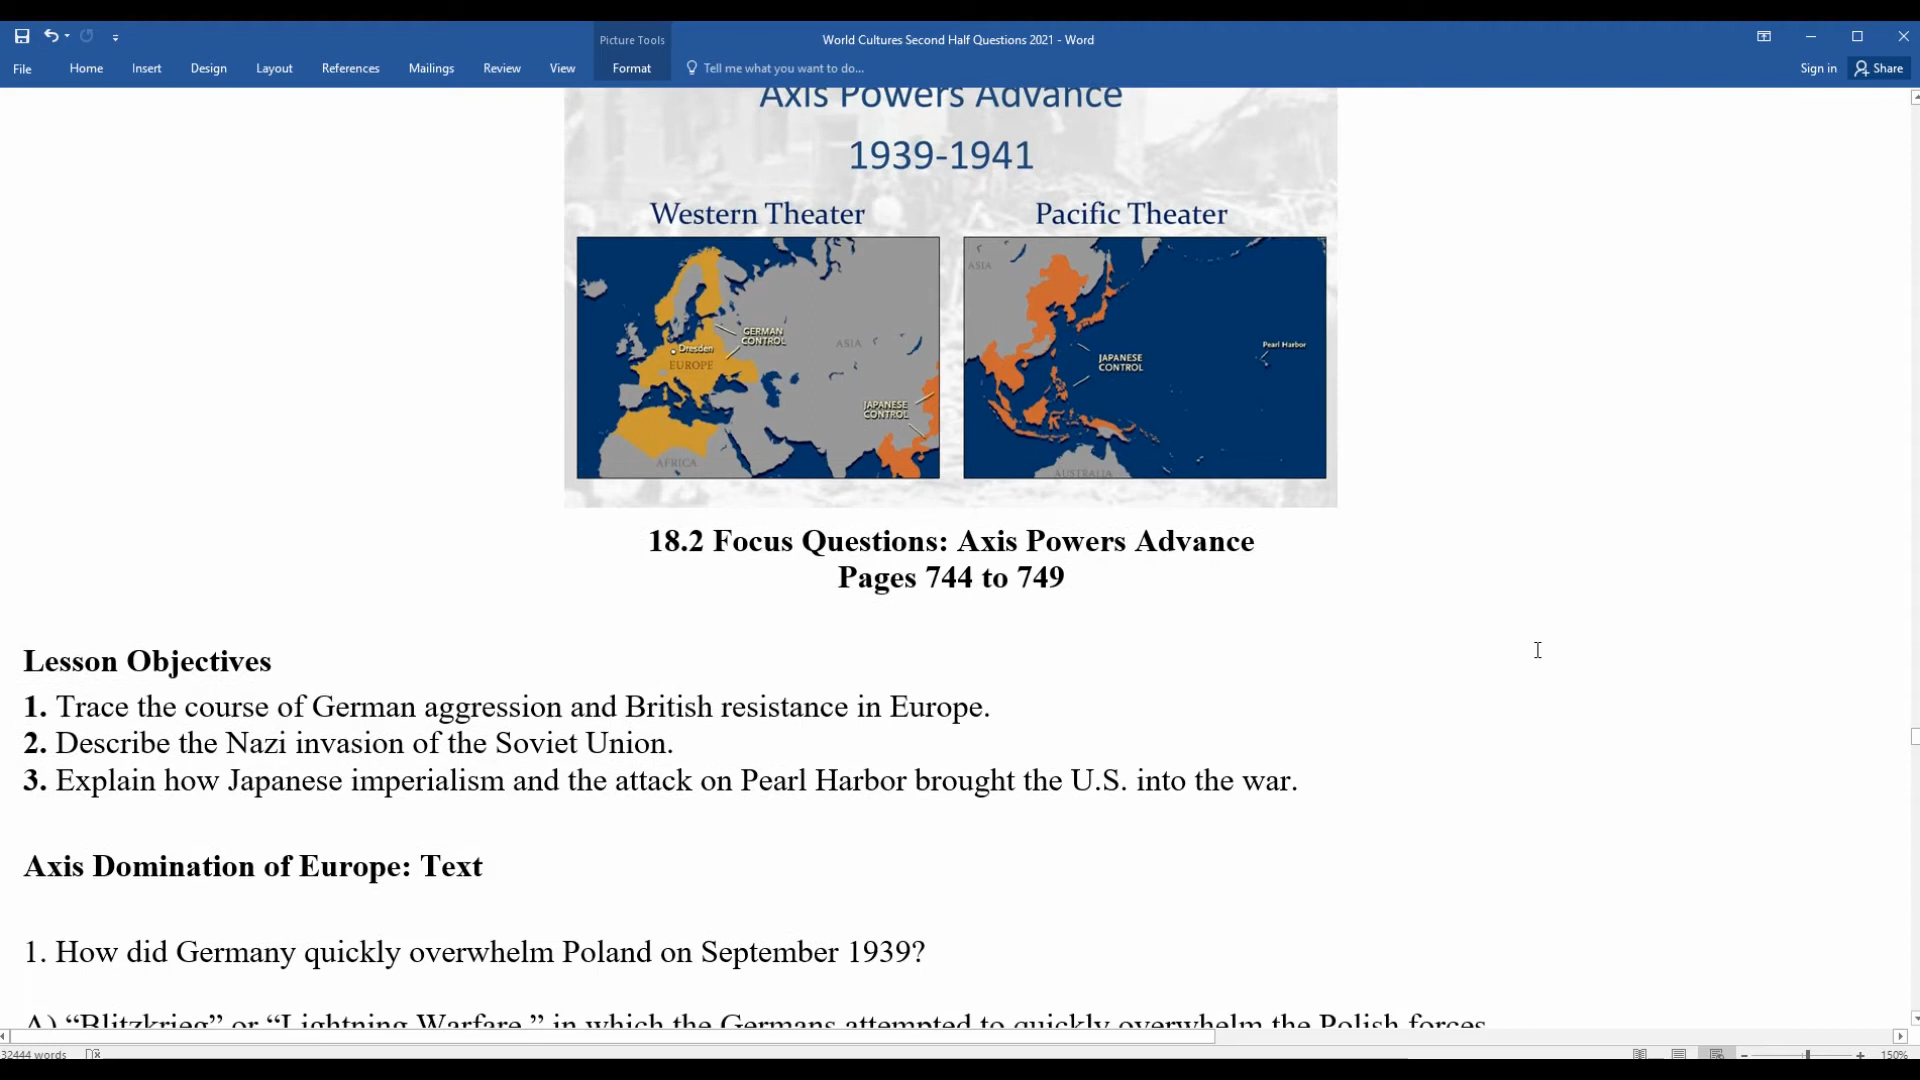 Picture Tools
World Cultures Second Half Questions 2021 - Word
File Home Insert Design Layout References Mailings Review View Format Tell me what you want to do... Sign in Share
Axis Powers Advance
1939-1941
Western Theater
Pacific Theater
GERMAN
CONTROL
Dresden
EUROPE
ASIA
JAPANESE
CONTROL
AFRICA
ASIA
Pearl Harbor
JAPANESE
CONTROL
AUSTRALIA
18.2 Focus Questions: Axis Powers Advance
Pages 744 to 749
Lesson Objectives
1. Trace the course of German aggression and British resistance in Europe.
2. Describe the Nazi invasion of the Soviet Union.
3. Explain how Japanese imperialism and the attack on Pearl Harbor brought the U.S. into the war.
Axis Domination of Europe: Text
1. How did Germany quickly overwhelm Poland on September 1939?
A) “Blitzkrieg” or “Lightning Warfare,” in which the Germans attempted to quickly overwhelm the Polish forces
32444 words
150%